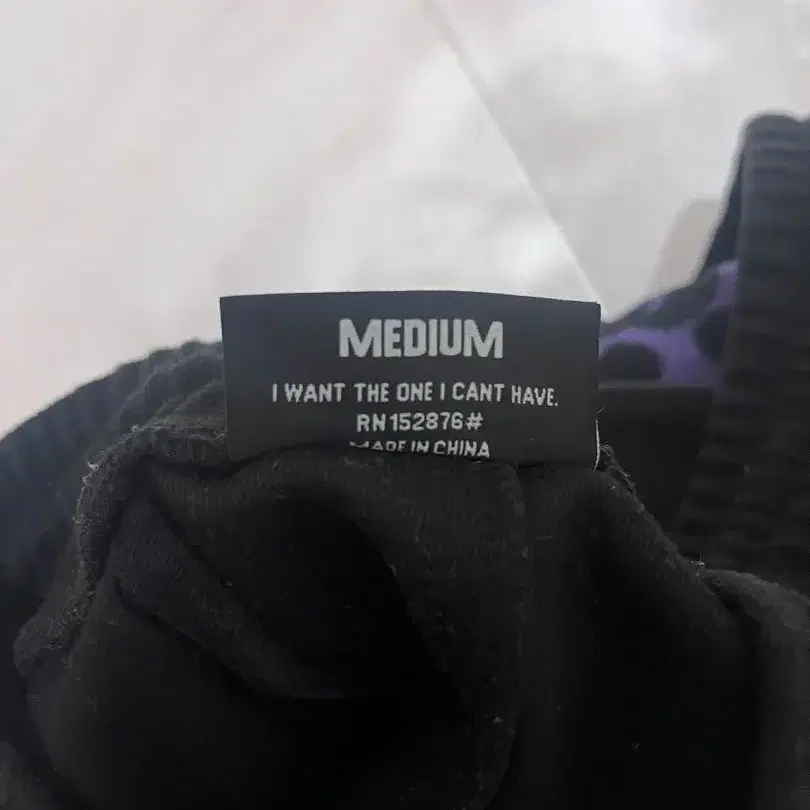 MEDIUM
I WANT THE ONE I CANT HAVE.
RN152876#
MADE IN CHINA